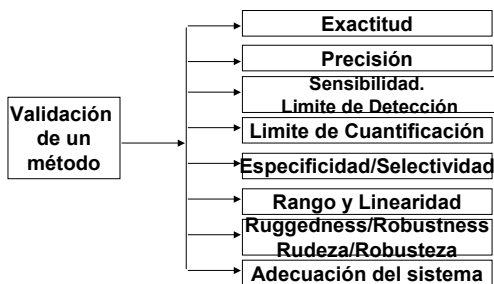 Validación
de un
método
Exactitud
Precisión
Sensibilidad.
Limite de Detección
Limite de Cuantificación
Especificidad/Selectividad
Rango y Linearidad
Ruggedness/Robustness
Rudeza/Robusteza
Adecuación del sistema